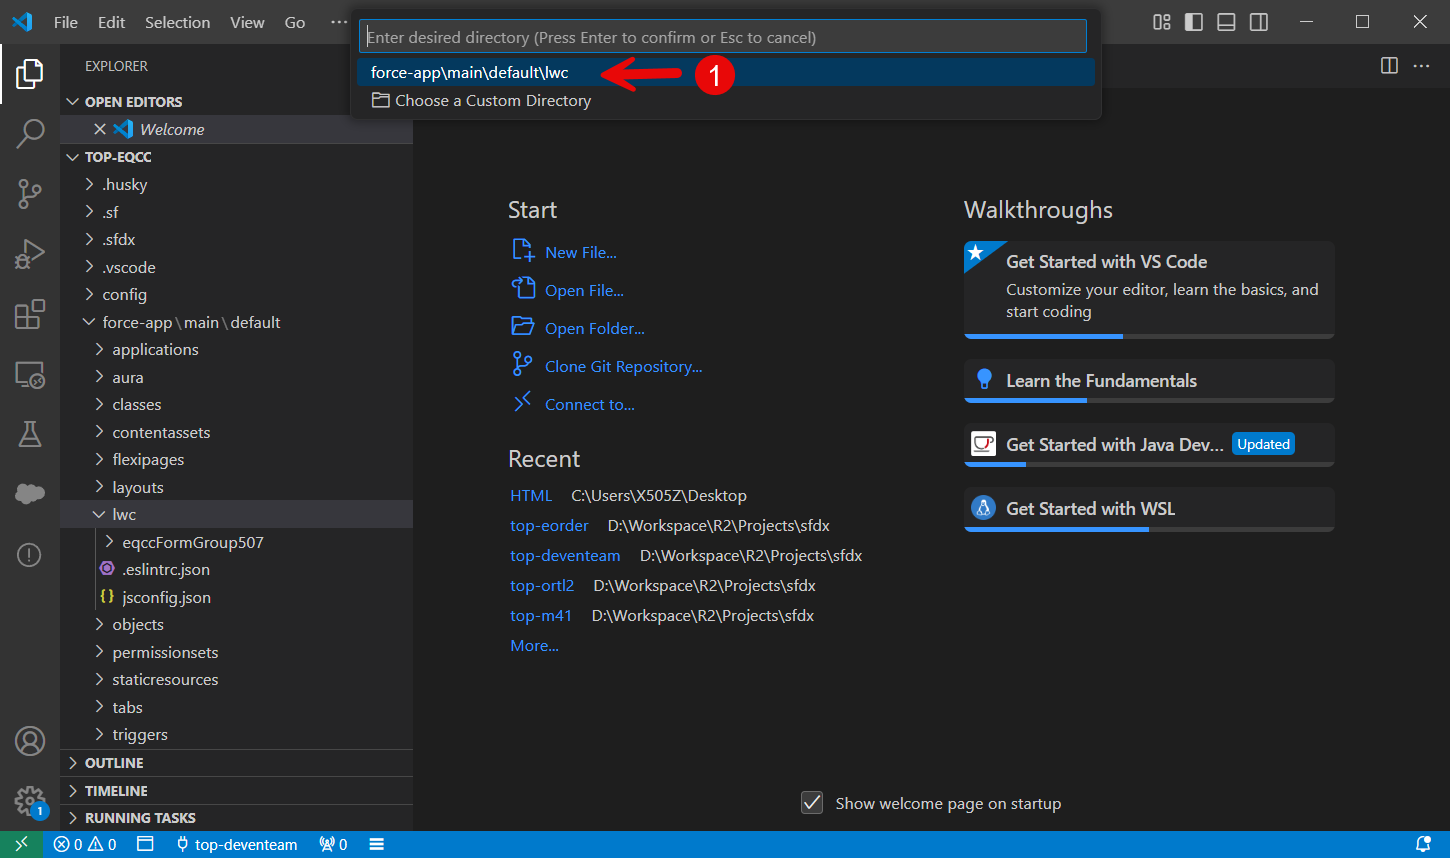 File Edit Selection View Go ...
Enter desired directory (Press Enter to confirm or Esc to cancel)
force-app\main\default\lwc
1
Choose a Custom Directory
EXPLORER
OPEN EDITORS
Welcome
TOP-EQCC
.husky
.sf
.sfdx
.vscode
config
force-app\main\default
applications
aura
classes
contentassets
flexipages
layouts
lwc
eqccFormGroup507
.eslintrc.json
jsconfig.json
objects
permissionsets
staticresources
tabs
triggers
OUTLINE
TIMELINE
RUNNING TASKS
Start
New File...
Open File...
Open Folder...
Clone Git Repository...
Connect to...
Recent
HTML C:\Users\X505Z\Desktop
top-eorder D:\Workspace\R2\Projects\sfdx
top-deventeam D:\Workspace\R2\Projects\sfdx
top-ortl2 D:\Workspace\R2\Projects\sfdx
top-m41 D:\Workspace\R2\Projects\sfdx
More...
Walkthroughs
Get Started with VS Code
Customize your editor, learn the basics, and
start coding
Learn the Fundamentals
Get Started with Java Dev... Updated
Get Started with WSL
Show welcome page on startup
1
0 0 top-deventeam 0